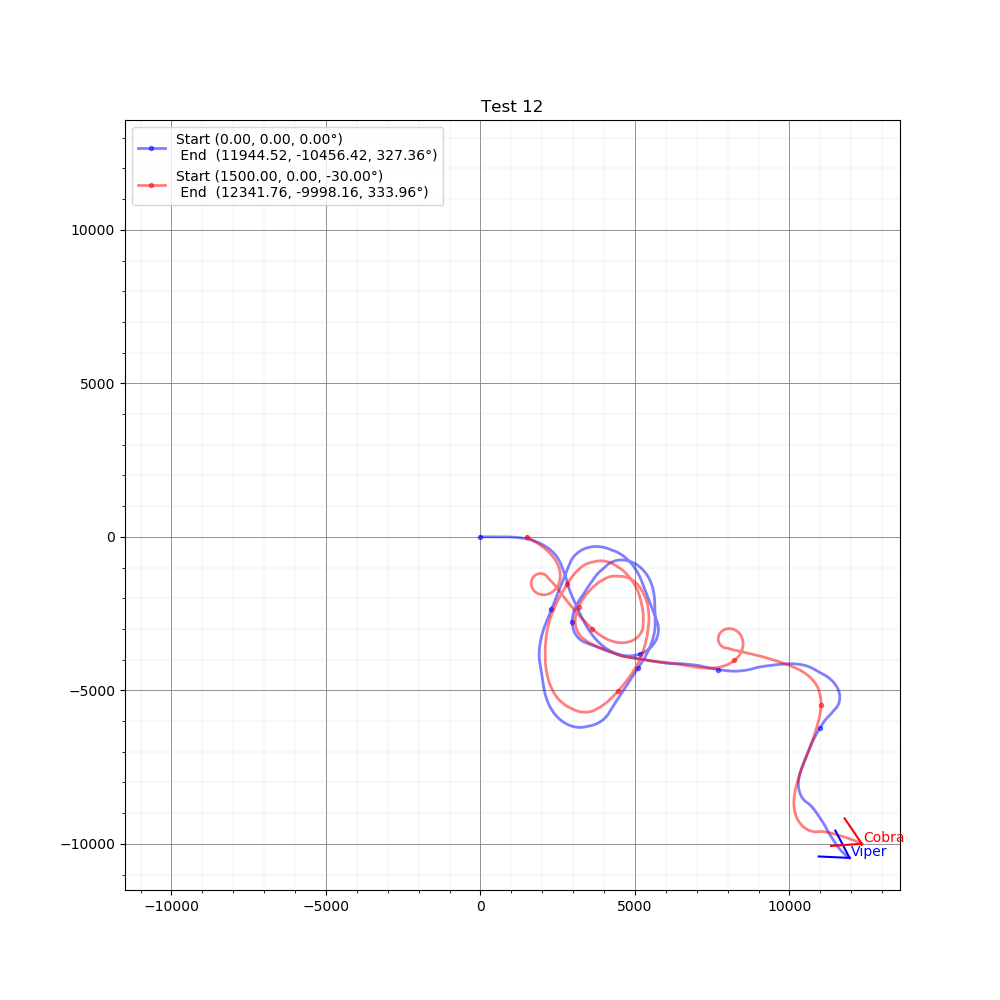 Test 12
Start (0.00, 0.00, 0.00°)
End (11944.52, -10456.42, 327.36°)
Start (1500.00, 0.00, -30.00°)
End (12341.76, -9998.16, 333.96°)
10000
5000
0
−5000
−10000
Cobra
Viper
−10000 −5000 0 5000 10000